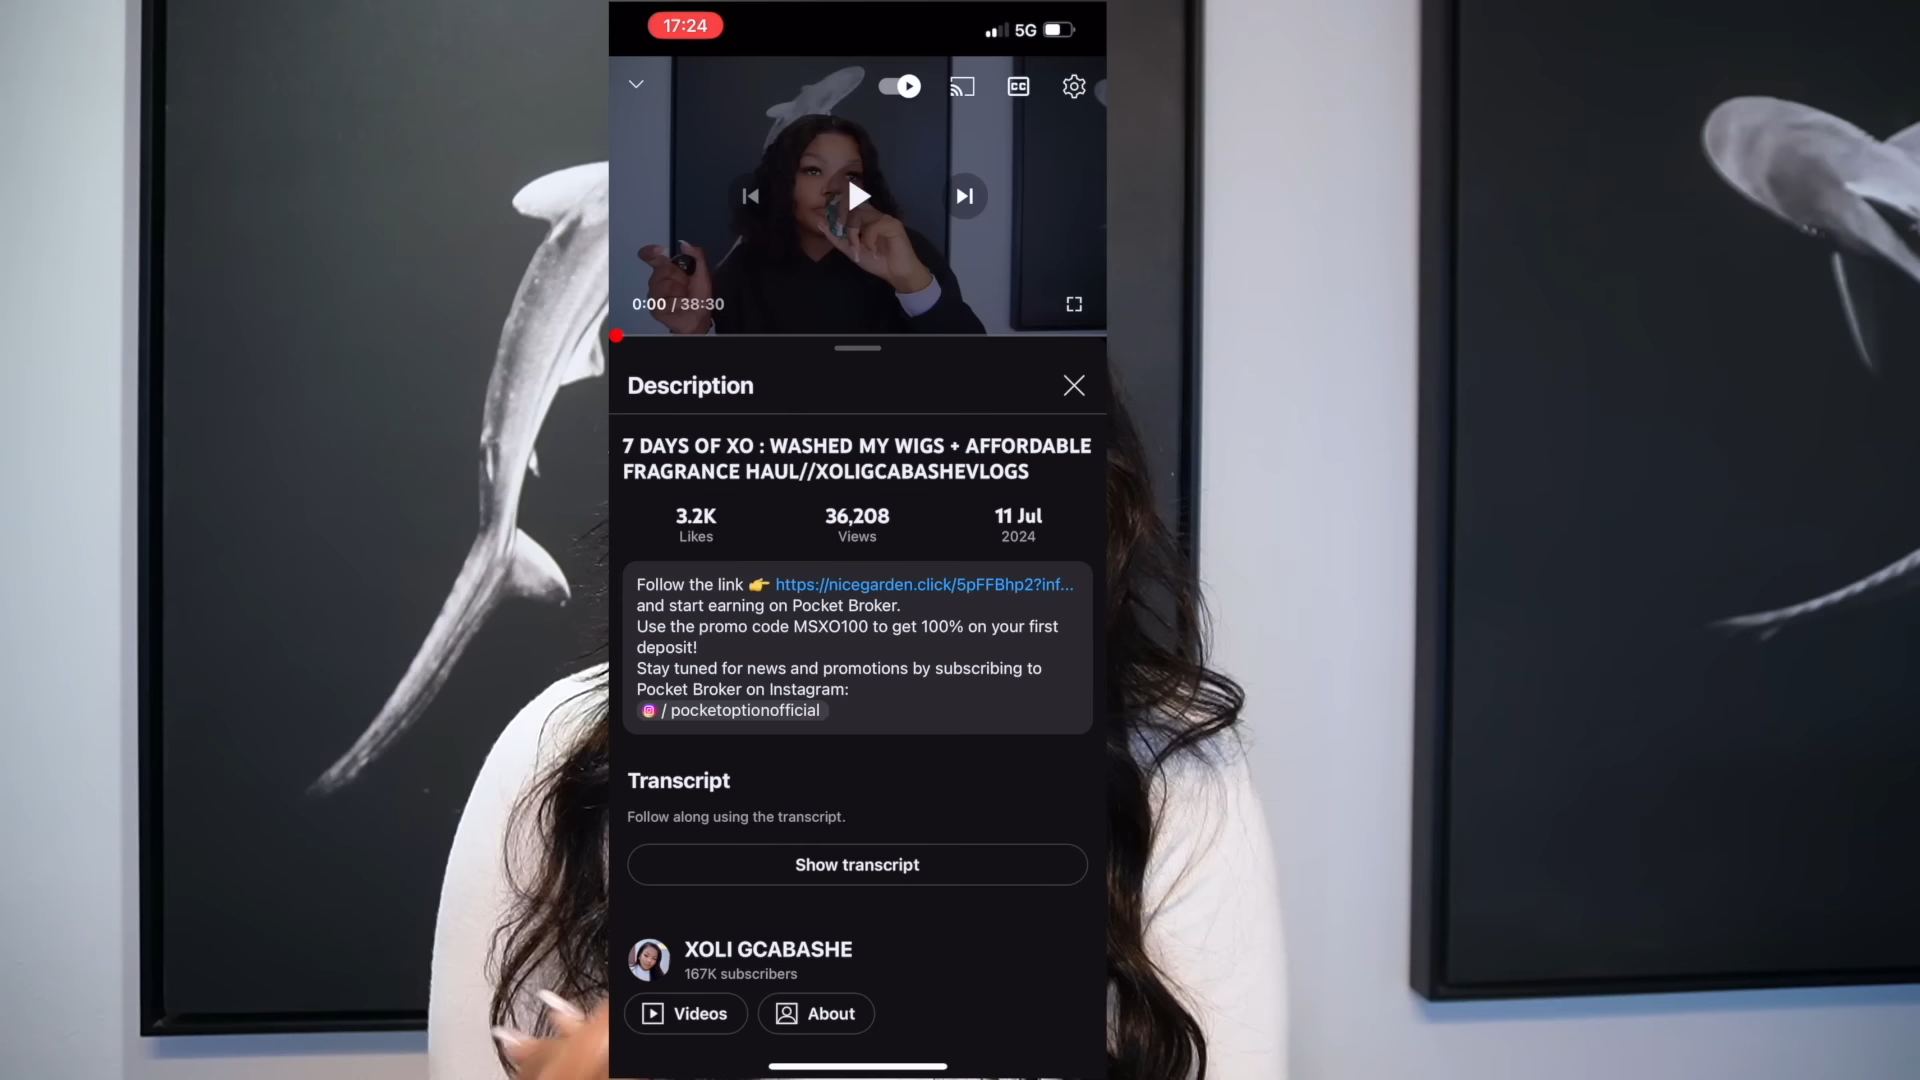 17:24
5G
CC
0:00 / 38:30
Description
7 DAYS OF XO : WASHED MY WIGS + AFFORDABLE
FRAGRANCE HAUL//XOLIGCABASHEVLOGS
3.2K
36,208
11 Jul
Likes
Views
2024
Follow the link 👉 https://nicegarden.click/5pFFBhp2?inf...
and start earning on Pocket Broker.
Use the promo code MSXO100 to get 100% on your first
deposit!
Stay tuned for news and promotions by subscribing to
Pocket Broker on Instagram:
/ pocketoptionofficial
Transcript
Follow along using the transcript.
Show transcript
XOLI GCABASHE
167K subscribers
Videos
About